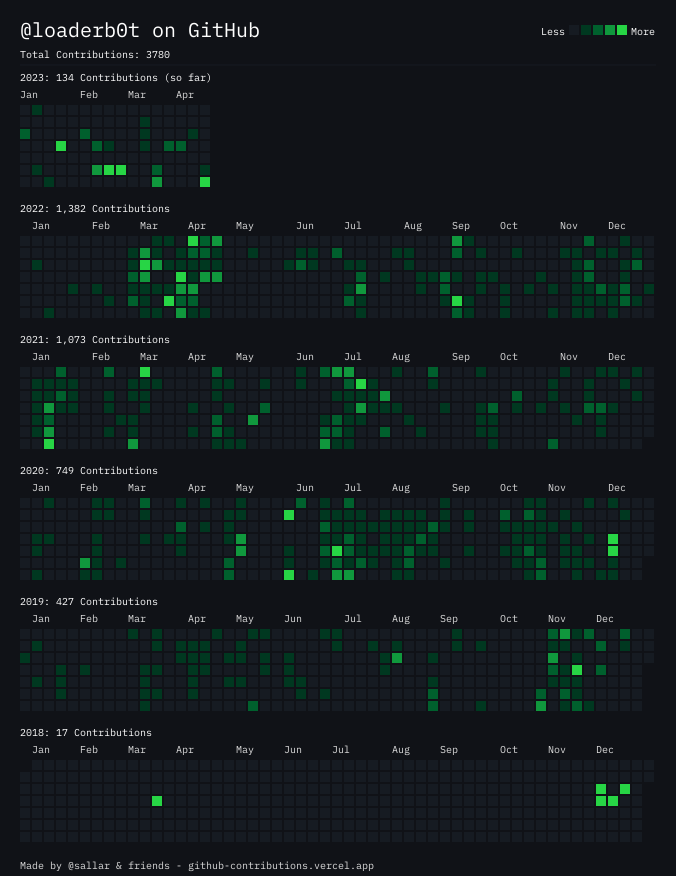 @loaderb0t on GitHub
Less More
Total Contributions: 3780
2023: 134 Contributions (so far)
Jan Feb Mar Apr
2022: 1,382 Contributions
Jan Feb Mar Apr May Jun Jul Aug Sep Oct Nov Dec
2021: 1,073 Contributions
Jan Feb Mar Apr May Jun Jul Aug Sep Oct Nov Dec
2020: 749 Contributions
Jan Feb Mar Apr May Jun Jul Aug Sep Oct Nov Dec
2019: 427 Contributions
Jan Feb Mar Apr May Jun Jul Aug Sep Oct Nov Dec
2018: 17 Contributions
Jan Feb Mar Apr May Jun Jul Aug Sep Oct Nov Dec
Made by @sallar & friends - github-contributions.vercel.app